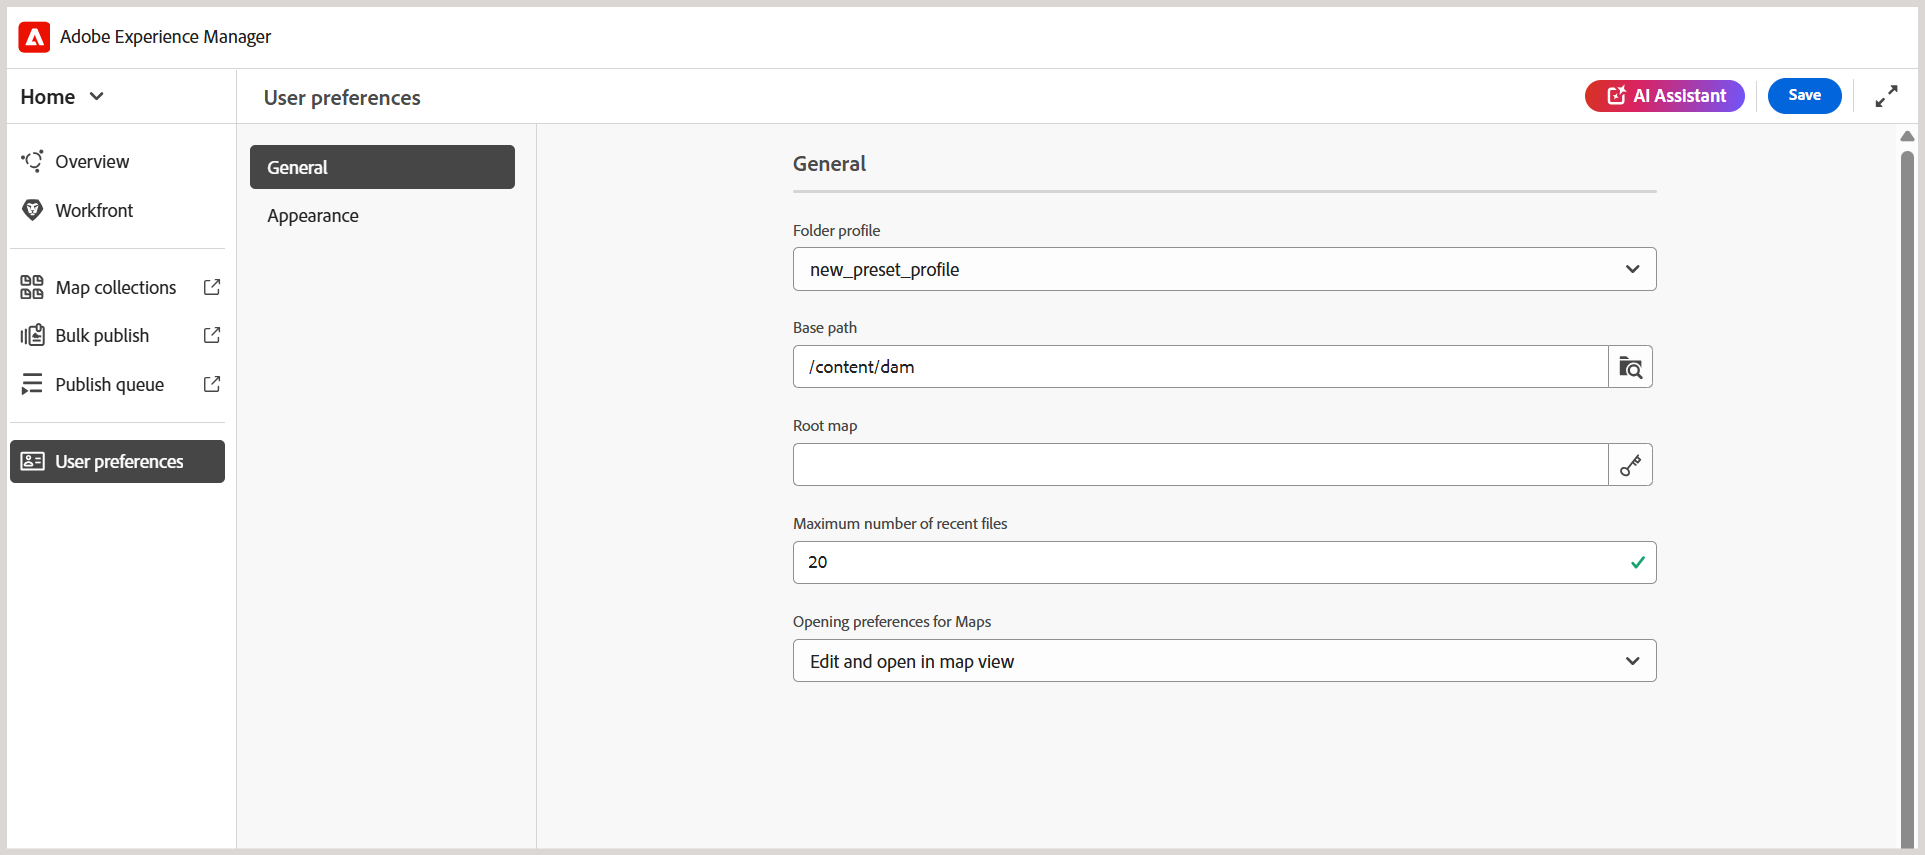 Adobe Experience Manager
Home
User preferences
AI Assistant
Save
Overview
Workfront
Map collections
Bulk publish
Publish queue
User preferences
General
Appearance
General
Folder profile
new_preset_profile
Base path
/content/dam
Root map
Maximum number of recent files
20
Opening preferences for Maps
Edit and open in map view